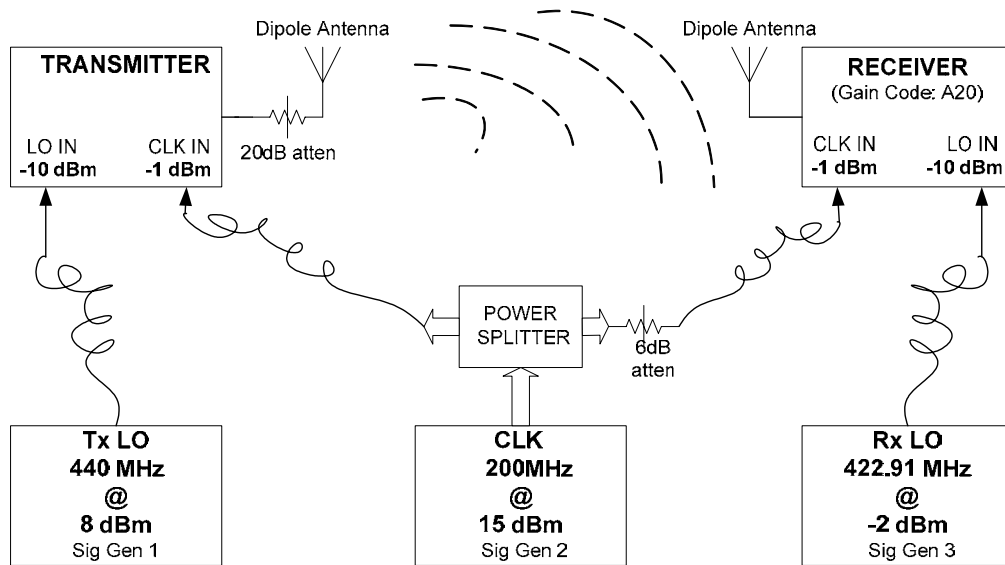 Dipole Antenna
Dipole Antenna
TRANSMITTER
RECEIVER
(Gain Code: A20)
20dB atten
LO IN
-10 dBm
CLK IN
-1 dBm
CLK IN
-1 dBm
LO IN
-10 dBm
POWER
SPLITTER
6dB
atten
Tx LO
440 MHz
@
8 dBm
Sig Gen 1
CLK
200MHz
@
15 dBm
Sig Gen 2
Rx LO
422.91 MHz
@
-2 dBm
Sig Gen 3